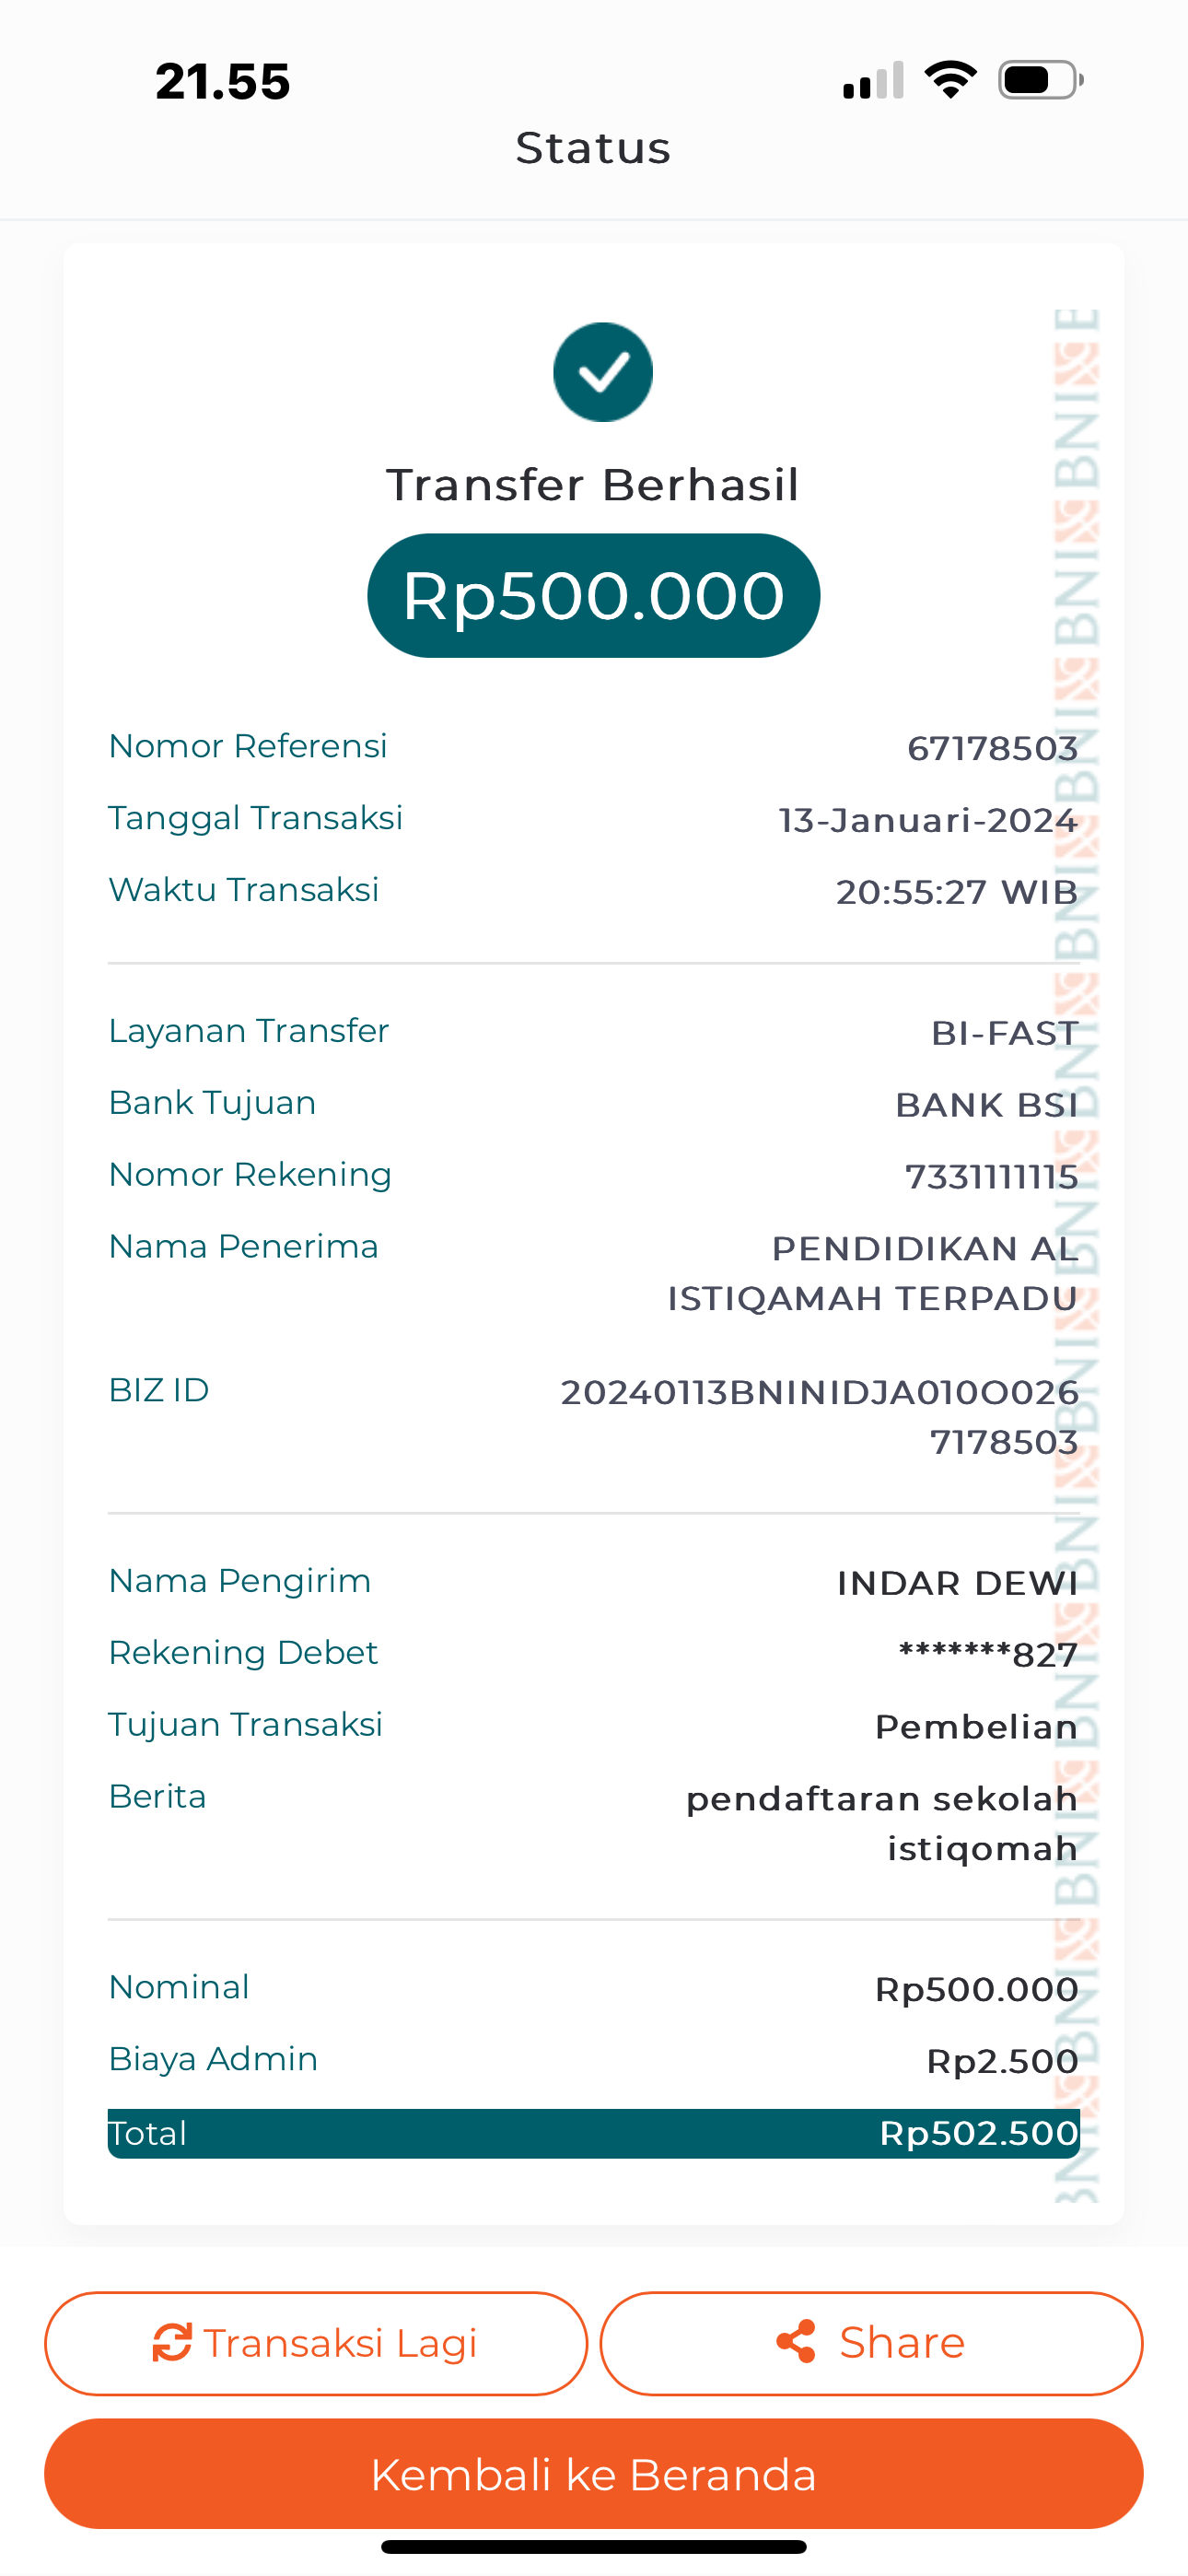 21.55
Status
Transfer Berhasil
Rp500.000
Nomor Referensi 67178503
Tanggal Transaksi 13-Januari-2024
Waktu Transaksi 20:55:27 WIB
Layanan Transfer BI-FAST
Bank Tujuan BANK BSI
Nomor Rekening 7331111115
Nama Penerima PENDIDIKAN AL
ISTIQAMAH TERPADU
BIZ ID 20240113BNINIDJA010O026
7178503
Nama Pengirim INDAR DEWI
Rekening Debet *******827
Tujuan Transaksi Pembelian
Berita pendaftaran sekolah
istiqomah
Nominal Rp500.000
Biaya Admin Rp2.500
Total Rp502.500
BNI BNI BNI BNI BNI BNI BNI BNI BNI BNI BNI
Transaksi Lagi
Share
Kembali ke Beranda